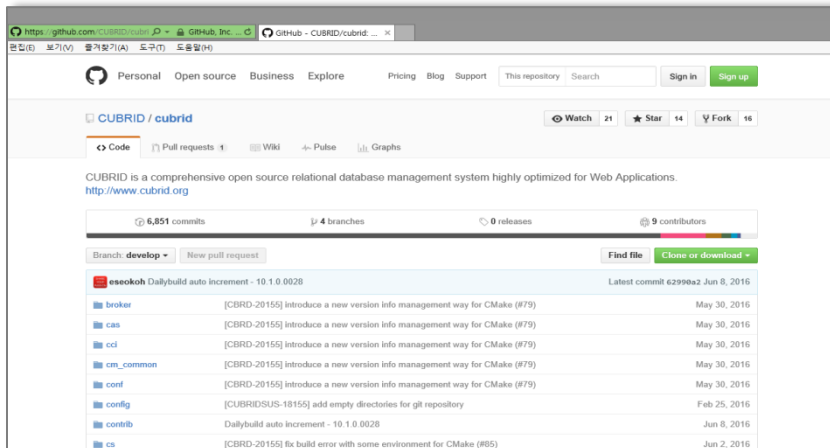 https://github.com/CUBRID/cubri GitHub, Inc. ... GitHub - CUBRID/cubrid: ... ×
편집(E) 보기(V) 즐겨찾기(A) 도구(T) 도움말(H)
Personal Open source Business Explore Pricing Blog Support This repository Search Sign in Sign up
CUBRID / cubrid Watch 21 Star 14 Fork 16
Code Pull requests 1 Wiki Pulse Graphs
CUBRID is a comprehensive open source relational database management system highly optimized for Web Applications.
http://www.cubrid.org
6,851 commits 4 branches 0 releases 9 contributors
Branch: develop New pull request Find file Clone or download
eseokoh Dailybuild auto increment - 10.1.0.0028 Latest commit 62990a2 Jun 8, 2016
broker [CBRD-20155] introduce a new version info management way for CMake (#79) May 30, 2016
cas [CBRD-20155] introduce a new version info management way for CMake (#79) May 30, 2016
cci [CBRD-20155] introduce a new version info management way for CMake (#79) May 30, 2016
cm_common [CBRD-20155] introduce a new version info management way for CMake (#79) May 30, 2016
conf [CBRD-20155] introduce a new version info management way for CMake (#79) May 30, 2016
config [CUBRIDSUS-18155] add empty directories for git repository Feb 25, 2016
contrib Dailybuild auto increment - 10.1.0.0028 Jun 8, 2016
cs [CBRD-20155] fix build error with some environment for CMake (#85) Jun 2, 2016